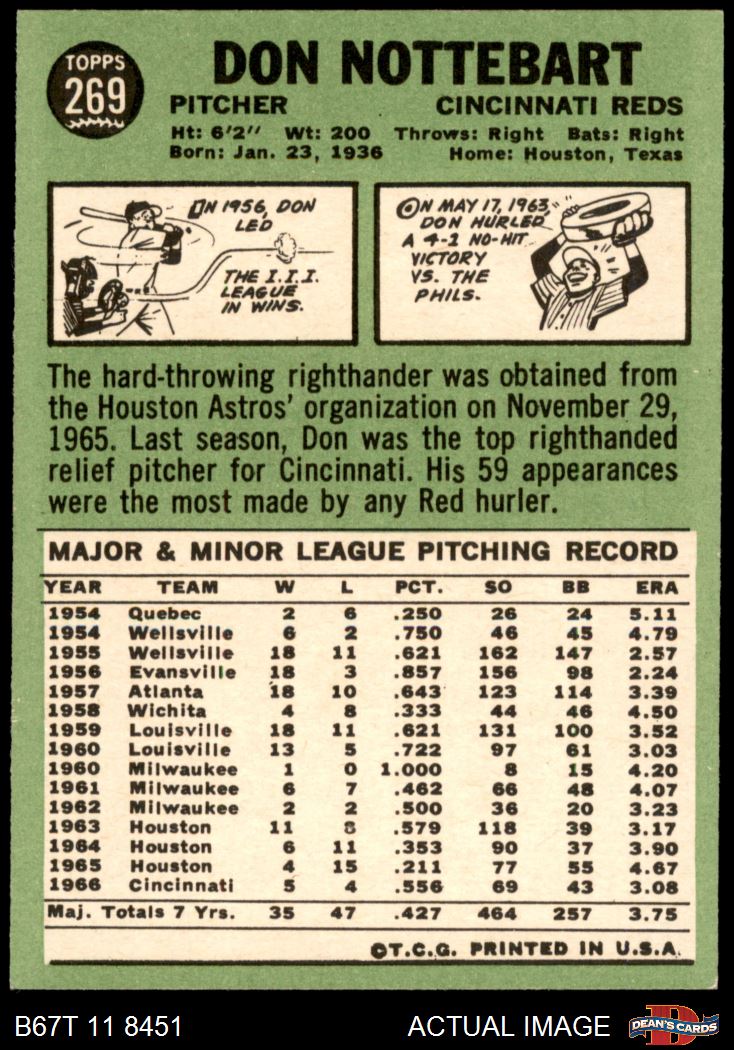 TOPPS
269
DON NOTTEBART
PITCHER CINCINNATI REDS
Ht: 6'2" Wt: 200 Throws: Right Bats: Right
Born: Jan. 23, 1936 Home: Houston, Texas
IN 1956, DON
LED
THE I.I.I.
LEAGUE
IN WINS.
ON MAY 17, 1963,
DON HURLED
A 4-1 NO-HIT
VICTORY
VS. THE
PHILS.
The hard-throwing righthander was obtained from
the Houston Astros' organization on November 29,
1965. Last season, Don was the top righthanded
relief pitcher for Cincinnati. His 59 appearances
were the most made by any Red hurler.
MAJOR & MINOR LEAGUE PITCHING RECORD
YEAR TEAM W L PCT. SO BB ERA
1954 Quebec 2 6 .250 26 24 5.11
1954 Wellsville 6 2 .750 46 45 4.79
1955 Wellsville 18 11 .621 162 147 2.57
1956 Evansville 18 3 .857 156 98 2.24
1957 Atlanta 18 10 .643 123 114 3.39
1958 Wichita 4 8 .333 44 46 4.50
1959 Louisville 18 11 .621 131 100 3.52
1960 Louisville 13 5 .722 97 61 3.03
1960 Milwaukee 1 0 1.000 8 15 4.20
1961 Milwaukee 6 7 .462 66 48 4.07
1962 Milwaukee 2 2 .500 36 20 3.23
1963 Houston 11 8 .579 118 39 3.17
1964 Houston 6 11 .353 90 37 3.90
1965 Houston 4 15 .211 77 55 4.67
1966 Cincinnati 5 4 .556 69 43 3.08
Maj. Totals 7 Yrs. 35 47 .427 464 257 3.75
©T.C.G. PRINTED IN U.S.A.
B67T 11 8451 ACTUAL IMAGE D DEAN'S CARDS